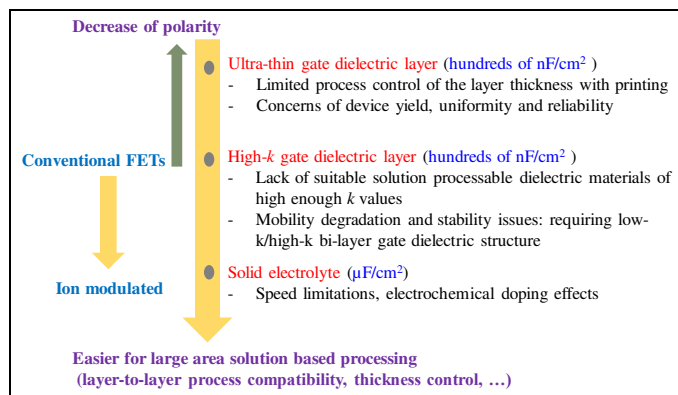 Decrease of polarity
Ultra-thin gate dielectric layer (hundreds of nF/cm² )
- Limited process control of the layer thickness with printing
- Concerns of device yield, uniformity and reliability
Conventional FETs
High-k gate dielectric layer (hundreds of nF/cm² )
- Lack of suitable solution processable dielectric materials of
high enough k values
- Mobility degradation and stability issues: requiring low-
k/high-k bi-layer gate dielectric structure
Ion modulated
Solid electrolyte (µF/cm²)
- Speed limitations, electrochemical doping effects
Easier for large area solution based processing
(layer-to-layer process compatibility, thickness control, …)